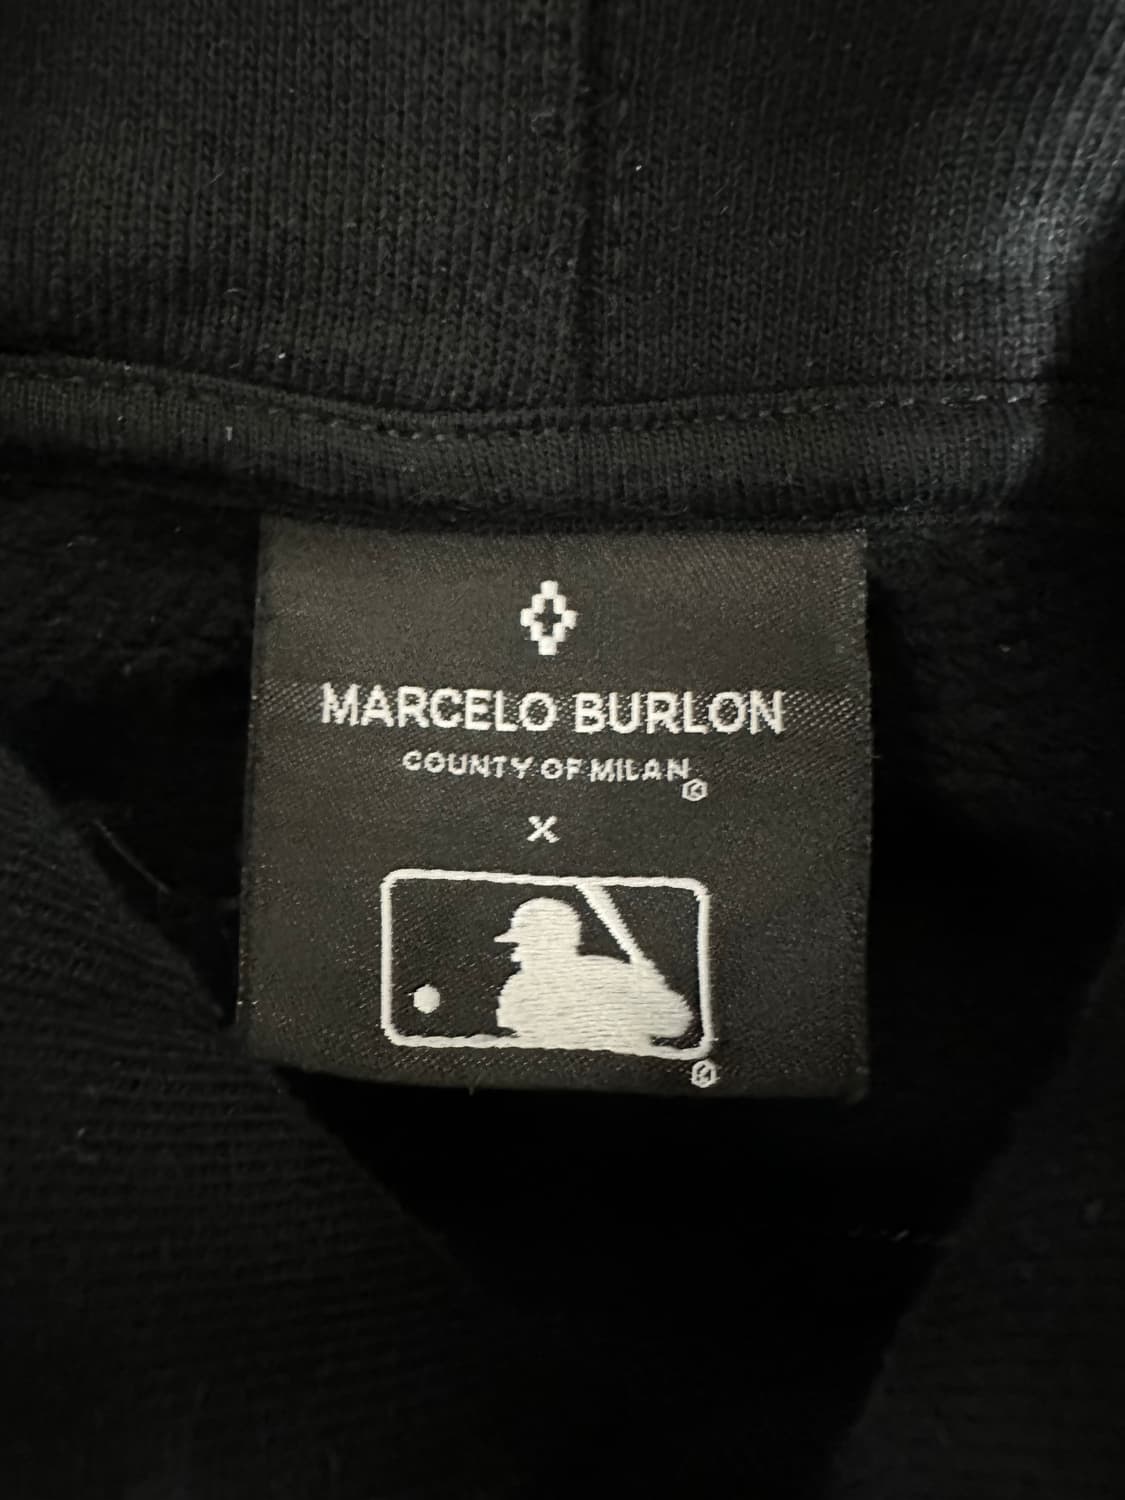 MARCELO BURLON
COUNTY OF MILAN®
X
®